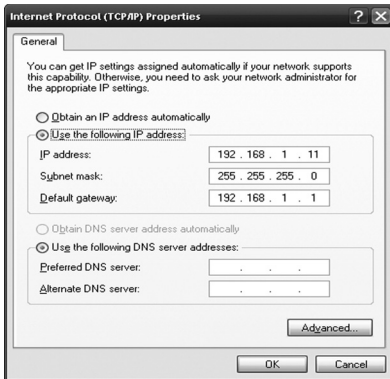 Internet Protocol (TCP/IP) Properties
General
You can get IP settings assigned automatically if your network supports
this capability. Otherwise, you need to ask your network administrator for
the appropriate IP settings.
Obtain an IP address automatically
Use the following IP address:
IP address: 192 . 168 . 1 . 11
Subnet mask: 255 . 255 . 255 . 0
Default gateway: 192 . 168 . 1 . 1
Obtain DNS server address automatically
Use the following DNS server addresses:
Preferred DNS server: . . .
Alternate DNS server: . . .
Advanced...
OK Cancel